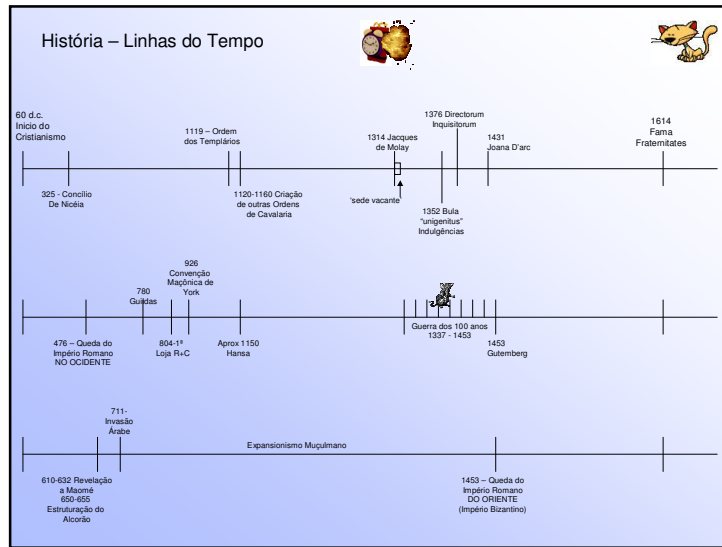 História – Linhas do Tempo
60 d.c.
Inicio do
Cristianismo
325 - Concílio
De Nicéia
1119 – Ordem
dos Templários
1120-1160 Criação
de outras Ordens
de Cavalaria
1314 Jacques
de Molay
'sede vacante'
1376 Directorum
Inquisitorum
1352 Bula
"unigenitus"
Indulgências
1431
Joana D'arc
1614
Fama
Fraternitates
476 – Queda do
Império Romano
NO OCIDENTE
780
Guildas
804-1ª
Loja R+C
926
Convenção
Maçônica de
York
Aprox 1150
Hansa
Guerra dos 100 anos
1337 - 1453
1453
Gutemberg
610-632 Revelação
a Maomé
650-655
Estruturação do
Alcorão
711-
Invasão
Árabe
Expansionismo Muçulmano
1453 – Queda do
Império Romano
DO ORIENTE
(Império Bizantino)